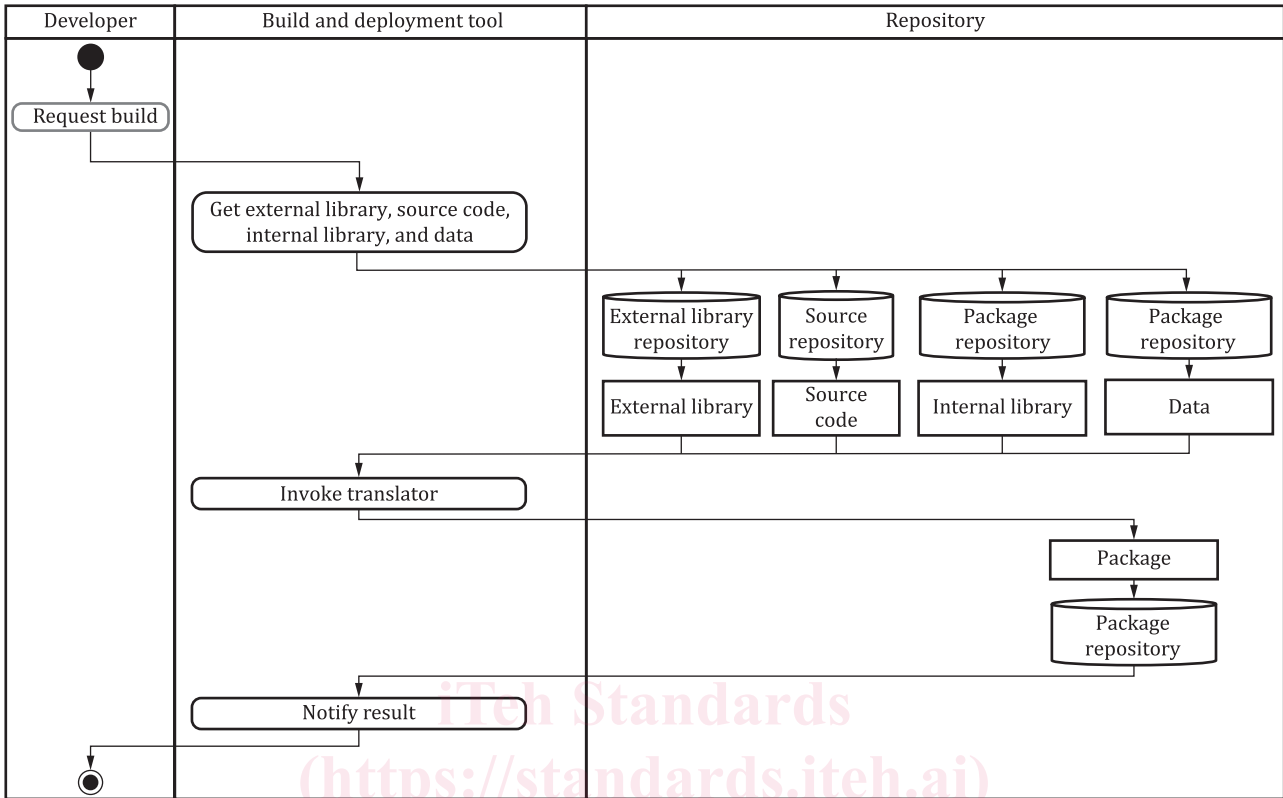 Developer
Build and deployment tool
Repository
Request build
Get external library, source code,
internal library, and data
External library
repository
Source
repository
Package
repository
Package
repository
External library
Source
code
Internal library
Data
Invoke translator
Package
Package
repository
Notify result
iTeh Standards
(https://standards.iteh.ai)